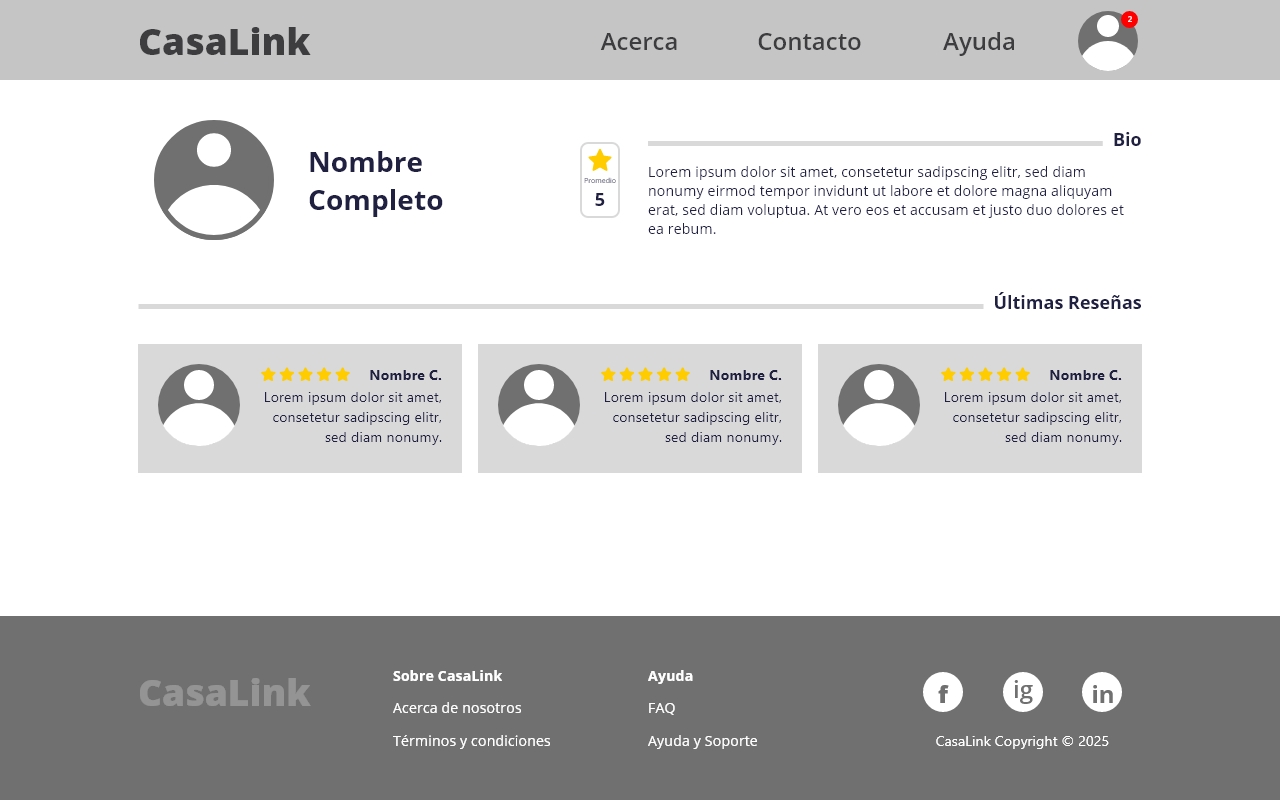 CasaLink
Acerca
Contacto
Ayuda
2
Nombre
Completo
Promedio
5
Bio
Lorem ipsum dolor sit amet, consetetur sadipscing elitr, sed diam
nonumy eirmod tempor invidunt ut labore et dolore magna aliquyam
erat, sed diam voluptua. At vero eos et accusam et justo duo dolores et
ea rebum.
Últimas Reseñas
Nombre C.
Lorem ipsum dolor sit amet,
consetetur sadipscing elitr,
sed diam nonumy.
Nombre C.
Lorem ipsum dolor sit amet,
consetetur sadipscing elitr,
sed diam nonumy.
Nombre C.
Lorem ipsum dolor sit amet,
consetetur sadipscing elitr,
sed diam nonumy.
CasaLink
Sobre CasaLink
Acerca de nosotros
Términos y condiciones
Ayuda
FAQ
Ayuda y Soporte
f
ig
in
CasaLink Copyright © 2025